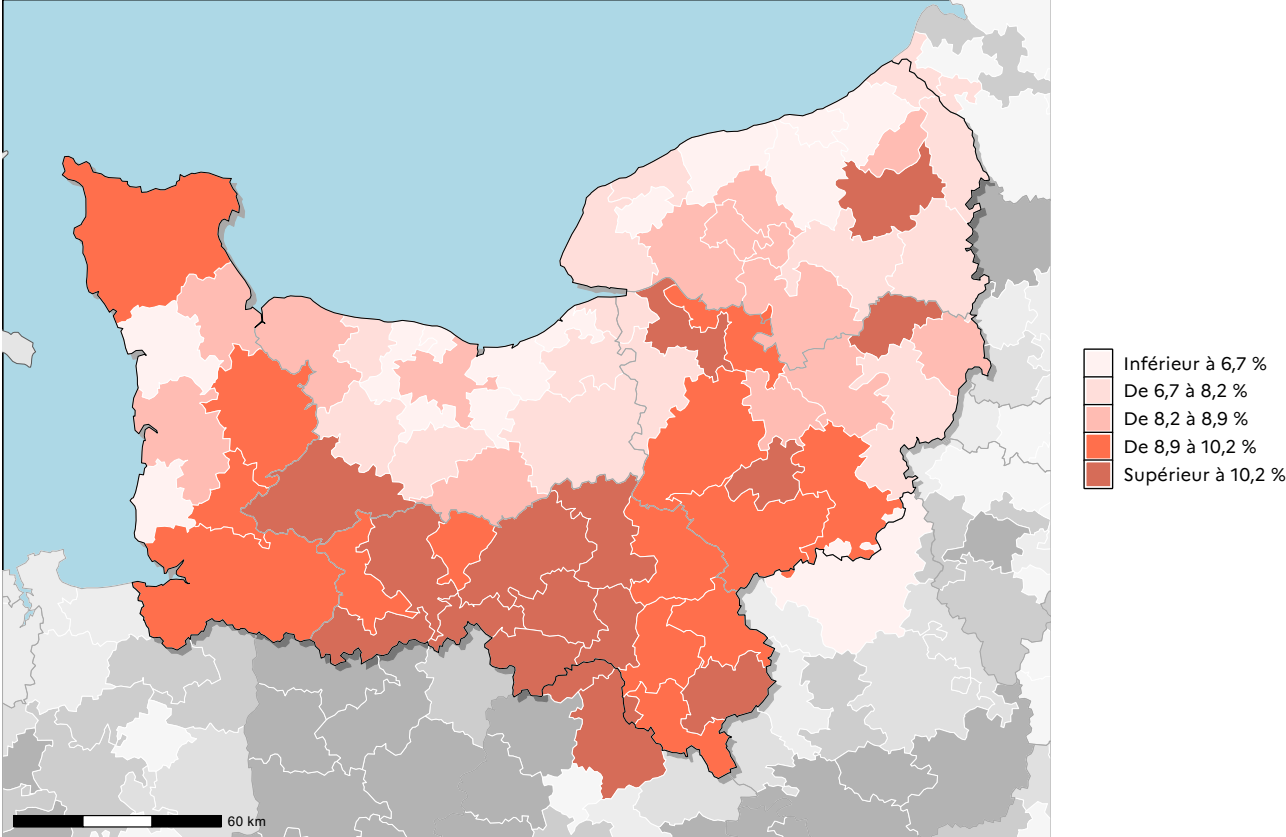 Inférieur à 6,7 %
De 6,7 à 8,2 %
De 8,2 à 8,9 %
De 8,9 à 10,2 %
Supérieur à 10,2 %
60 km